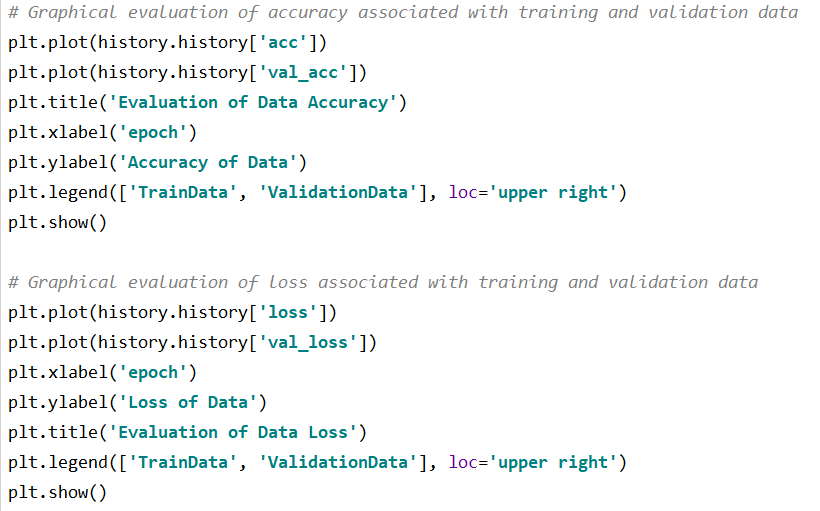 # Graphical evaluation of accuracy associated with training and validation data
plt.plot(history.history['acc'])
plt.plot(history.history['val_acc'])
plt.title('Evaluation of Data Accuracy')
plt.xlabel('epoch')
plt.ylabel('Accuracy of Data')
plt.legend(['TrainData', 'ValidationData'], loc='upper right')
plt.show()
# Graphical evaluation of loss associated with training and validation data
plt.plot(history.history['loss'])
plt.plot(history.history['val_loss'])
plt.xlabel('epoch')
plt.ylabel('Loss of Data')
plt.title('Evaluation of Data Loss')
plt.legend(['TrainData', 'ValidationData'], loc='upper right')
plt.show()